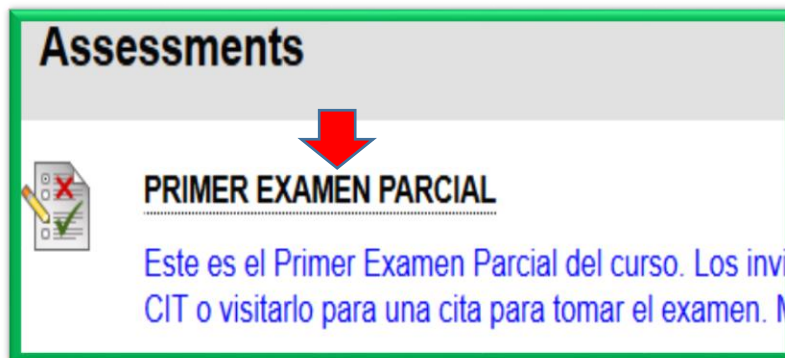 Assessments
PRIMER EXAMEN PARCIAL
Este es el Primer Examen Parcial del curso. Los invi
CIT o visitarlo para una cita para tomar el examen.